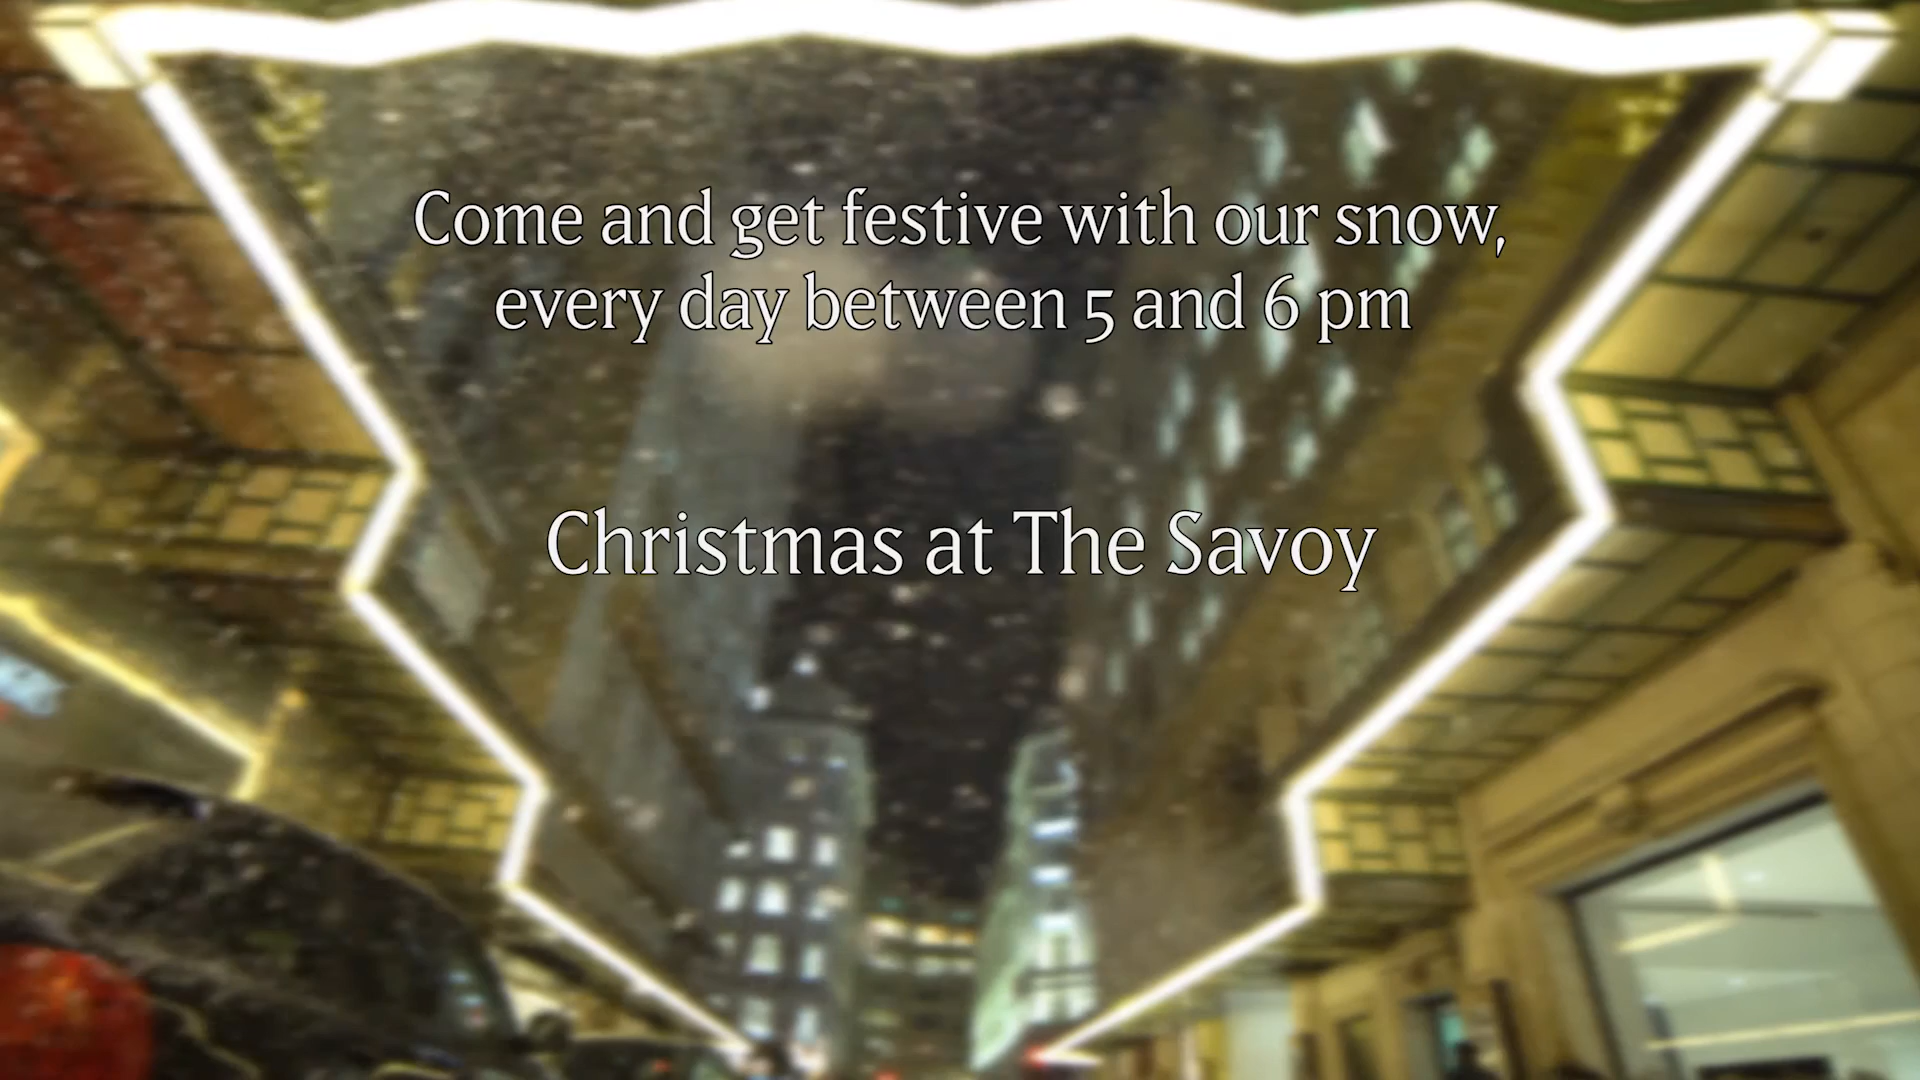 Come and get festive with our snow,
every day between 5 and 6 pm
Christmas at The Savoy